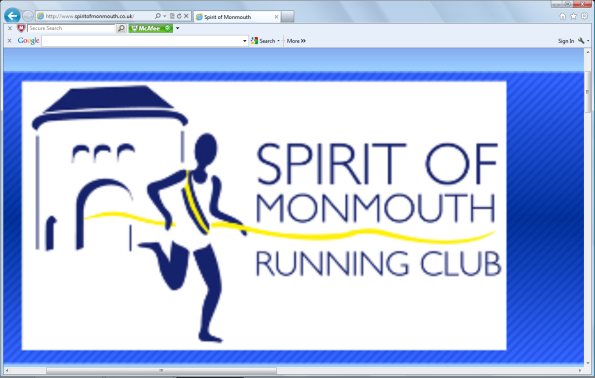 http://www.spiritofmonmouth.co.uk/
Spirit of Monmouth
Secure Search
McAfee
Google
Search
More
Sign In
SPIRIT OF
MONMOUTH
RUNNING CLUB